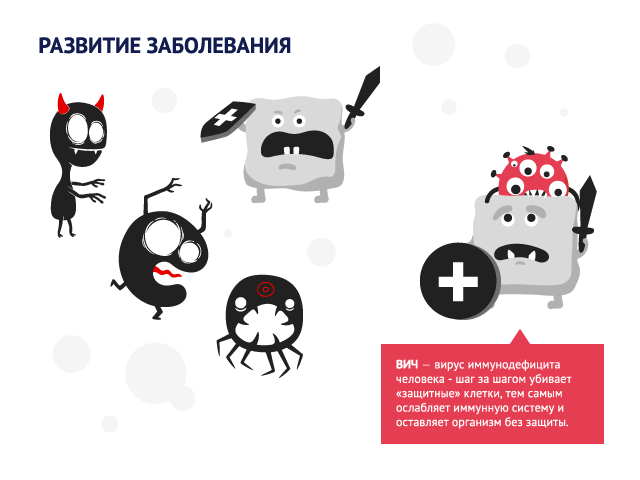 РАЗВИТИЕ ЗАБОЛЕВАНИЯ
ВИЧ — вирус иммунодефицита
человека - шаг за шагом убивает
«защитные» клетки, тем самым
ослабляет иммунную систему и
оставляет организм без защиты.